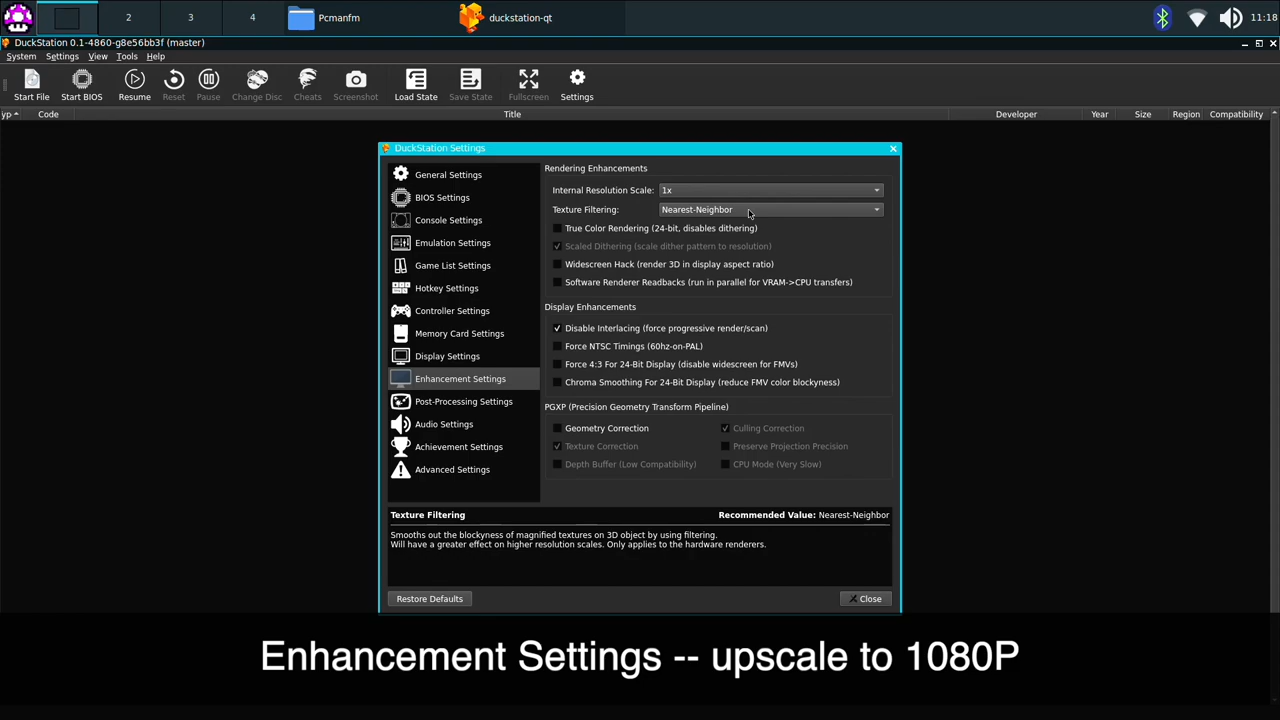 2
3
4
Pcmanfm
duckstation-qt
11:18
DuckStation 0.1-4860-g8e56bb3f (master)
System Settings View Tools Help
Start File Start BIOS Resume Reset Pause Change Disc Cheats Screenshot Load State Save State Fullscreen Settings
yp Code Title Developer Year Size Region Compatibility
DuckStation Settings
General Settings
BIOS Settings
Console Settings
Emulation Settings
Game List Settings
Hotkey Settings
Controller Settings
Memory Card Settings
Display Settings
Enhancement Settings
Post-Processing Settings
Audio Settings
Achievement Settings
Advanced Settings
Rendering Enhancements
Internal Resolution Scale: 1x
Texture Filtering: Nearest-Neighbor
True Color Rendering (24-bit, disables dithering)
Scaled Dithering (scale dither pattern to resolution)
Widescreen Hack (render 3D in display aspect ratio)
Software Renderer Readbacks (run in parallel for VRAM->CPU transfers)
Display Enhancements
Disable Interlacing (force progressive render/scan)
Force NTSC Timings (60hz-on-PAL)
Force 4:3 For 24-Bit Display (disable widescreen for FMVs)
Chroma Smoothing For 24-Bit Display (reduce FMV color blockyness)
PGXP (Precision Geometry Transform Pipeline)
Geometry Correction Culling Correction
Texture Correction Preserve Projection Precision
Depth Buffer (Low Compatibility) CPU Mode (Very Slow)
Texture Filtering Recommended Value: Nearest-Neighbor
Smooths out the blockyness of magnified textures on 3D object by using filtering.
Will have a greater effect on higher resolution scales. Only applies to the hardware renderers.
Restore Defaults Close
Enhancement Settings -- upscale to 1080P